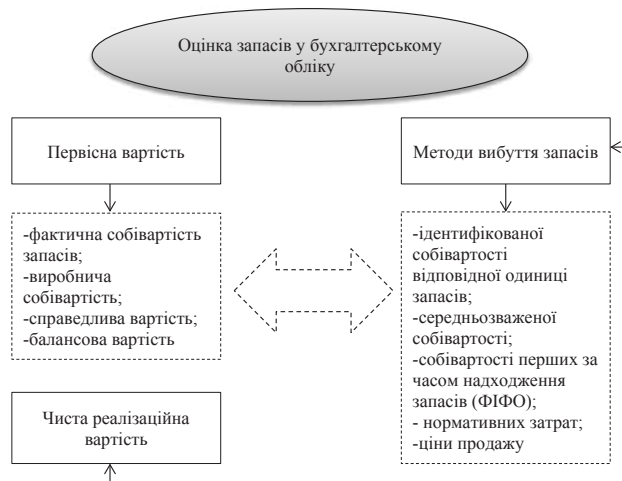 Оцінка запасів у бухгалтерському
обліку
Первісна вартість
Методи вибуття запасів
-фактична собівартість
запасів;
-виробнича
собівартість;
-справедлива вартість;
-балансова вартість
-ідентифікованої
собівартості
відповідної одиниці
запасів;
-середньозваженої
собівартості;
-собівартості перших за
часом надходження
запасів (ФІФО);
- нормативних затрат;
-ціни продажу
Чиста реалізаційна
вартість